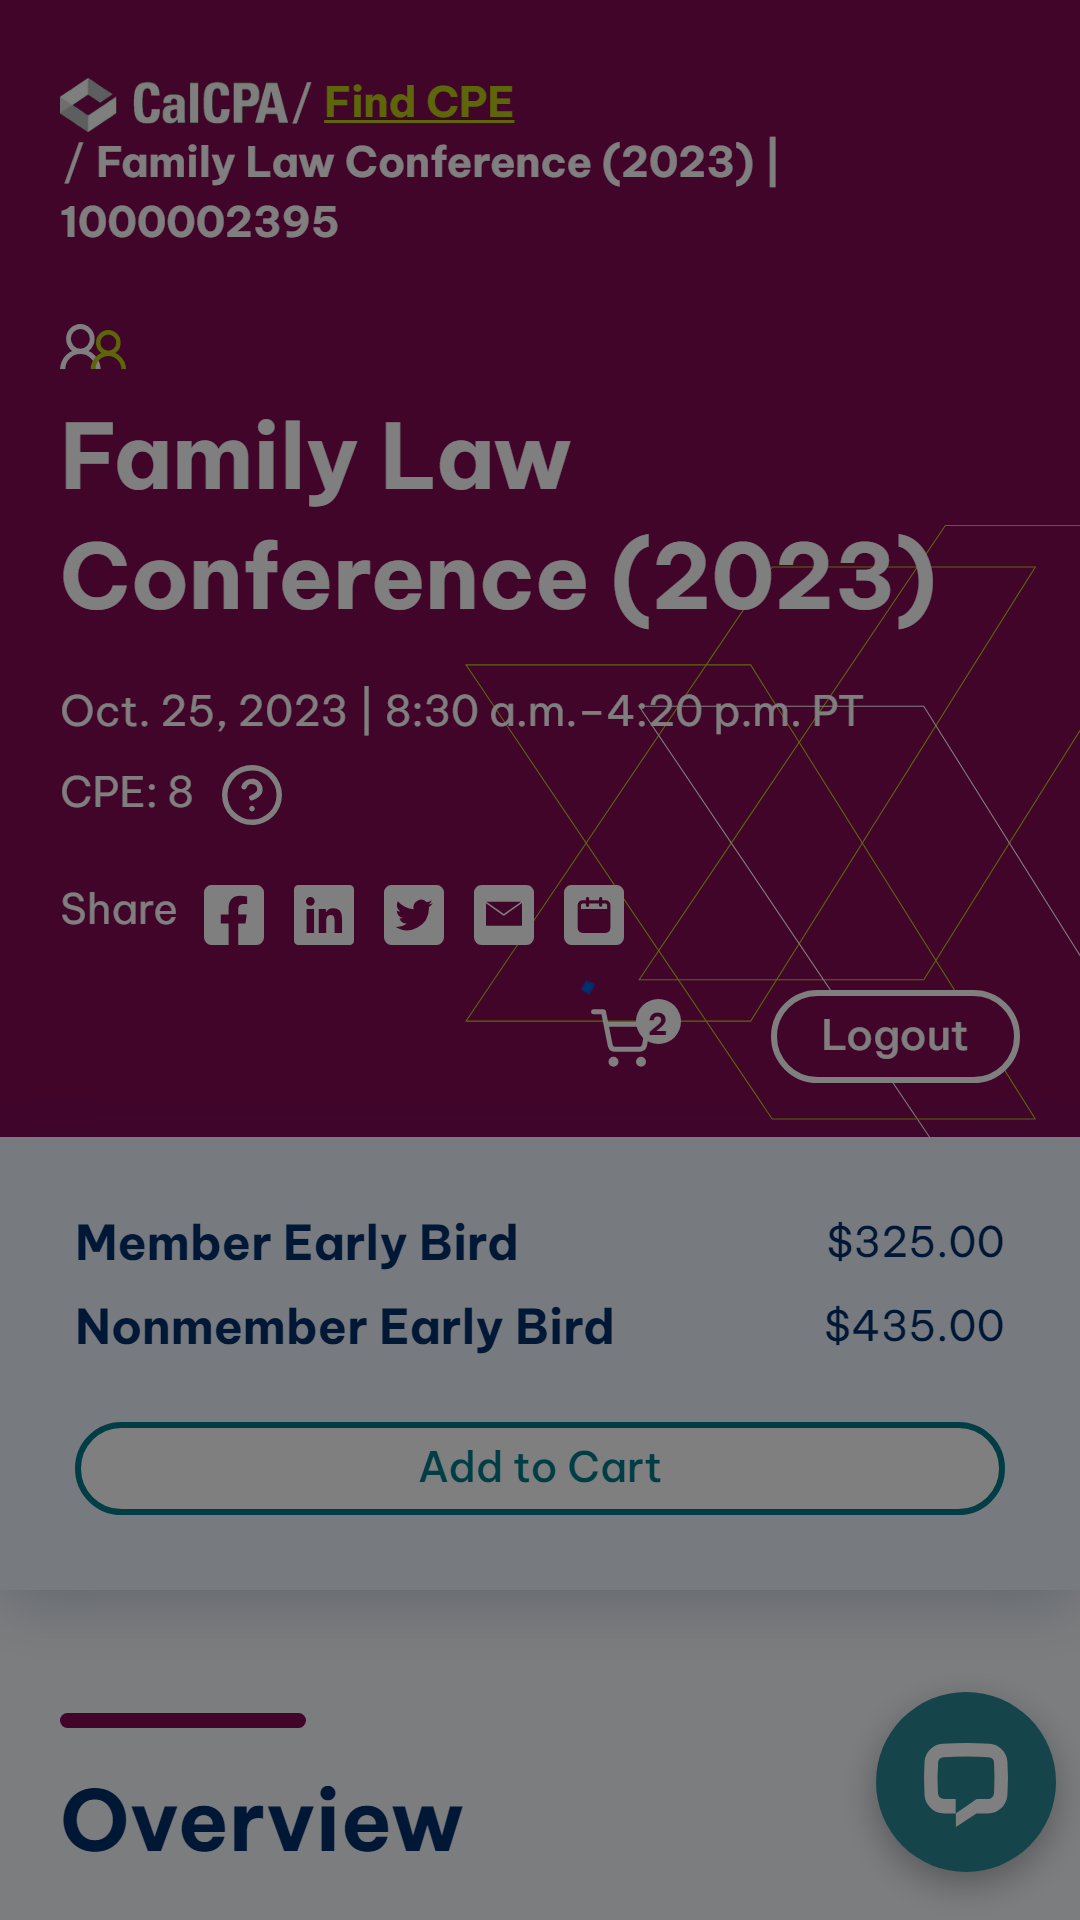 CalCPA / Find CPE
/ Family Law Conference (2023) |
1000002395
Family Law
Conference (2023)
Oct. 25, 2023 | 8:30 a.m.–4:20 p.m. PT
CPE: 8 ?
Share
2
Logout
Member Early Bird $325.00
Nonmember Early Bird $435.00
Add to Cart
Overview